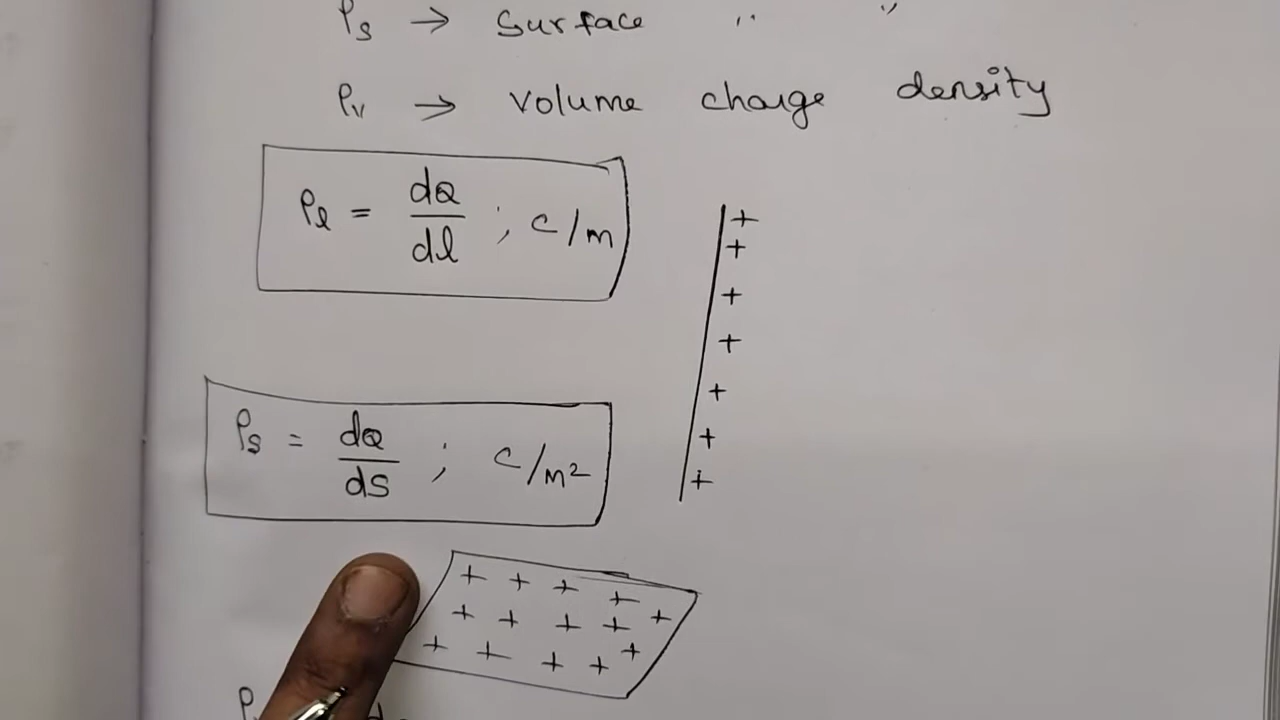 ρs → Surface " "
ρv → Volume charge density
ρl = dQ/dl ; C/m
ρs = dQ/ds ; C/m²
+ + + + + + +
+ + + +
+ + + + +
+ + + + +